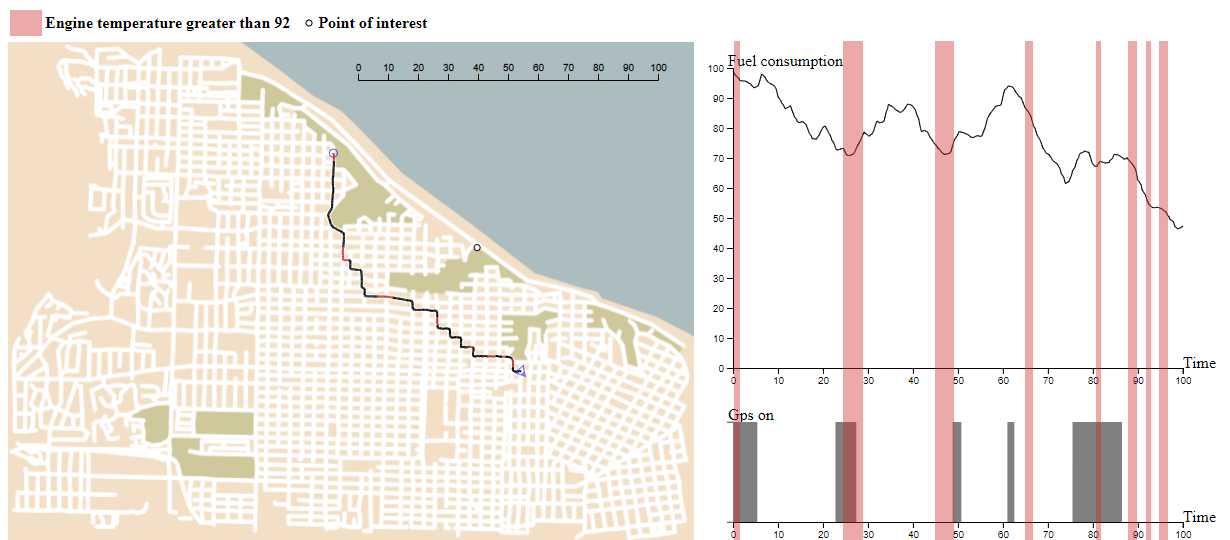 Engine temperature greater than 92 Point of interest
0 10 20 30 40 50 60 70 80 90 100
Fuel consumption
100
90
80
70
60
50
40
30
20
10
0
Time
0 10 20 30 40 50 60 70 80 90 100
Gps on
Time
0 10 20 30 40 50 60 70 80 90 100